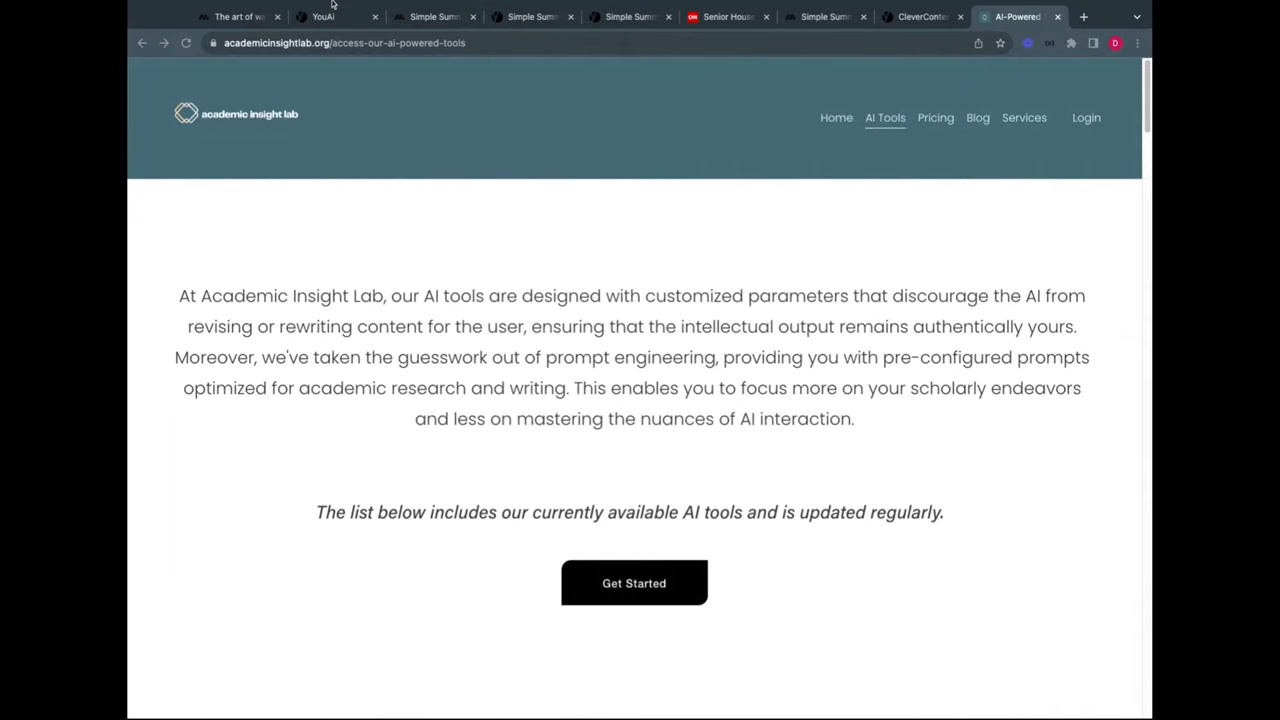 The art of wa
YouAI
Simple Summ
Simple Summ
Simple Summ
Senior House
Simple Summ
CleverConte
AI-Powered T
academicinsightlab.org/access-our-ai-powered-tools
D
academic insight lab
Home AI Tools Pricing Blog Services Login
At Academic Insight Lab, our AI tools are designed with customized parameters that discourage the AI from
revising or rewriting content for the user, ensuring that the intellectual output remains authentically yours.
Moreover, we've taken the guesswork out of prompt engineering, providing you with pre-configured prompts
optimized for academic research and writing. This enables you to focus more on your scholarly endeavors
and less on mastering the nuances of AI interaction.
The list below includes our currently available AI tools and is updated regularly.
Get Started